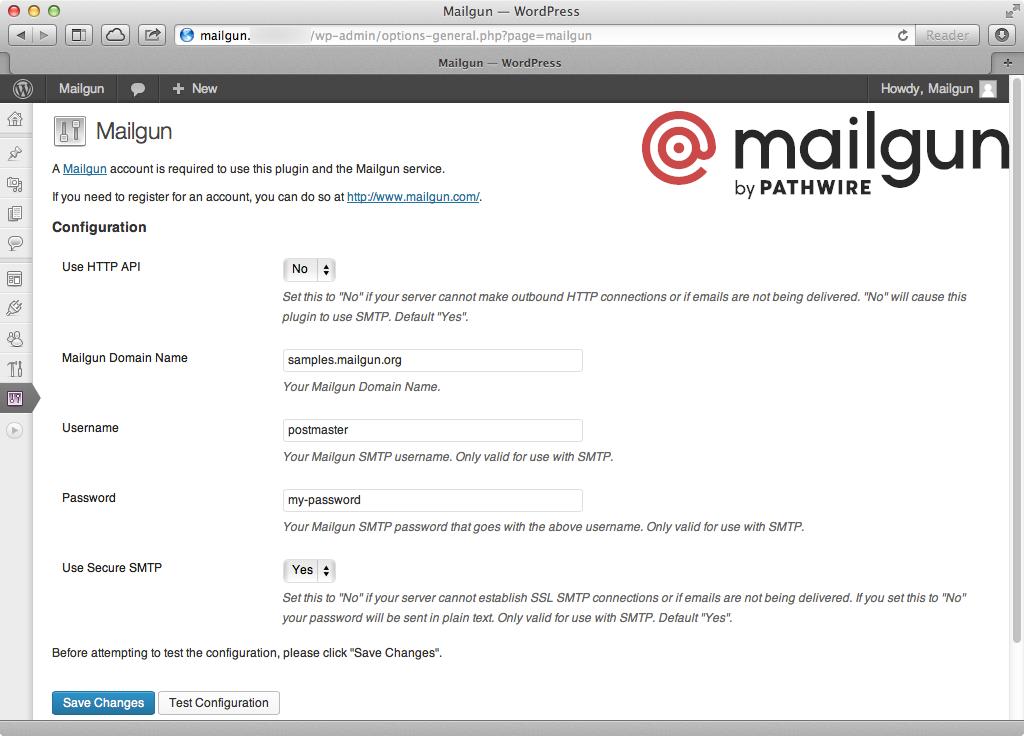 Mailgun — WordPress
mailgun. /wp-admin/options-general.php?page=mailgun
Reader
Mailgun — WordPress
Mailgun + New Howdy, Mailgun
Mailgun
mailgun
by PATHWIRE
A Mailgun account is required to use this plugin and the Mailgun service.
If you need to register for an account, you can do so at http://www.mailgun.com/.
Configuration
Use HTTP API No
Set this to "No" if your server cannot make outbound HTTP connections or if emails are not being delivered. "No" will cause this
plugin to use SMTP. Default "Yes".
Mailgun Domain Name samples.mailgun.org
Your Mailgun Domain Name.
Username postmaster
Your Mailgun SMTP username. Only valid for use with SMTP.
Password my-password
Your Mailgun SMTP password that goes with the above username. Only valid for use with SMTP.
Use Secure SMTP Yes
Set this to "No" if your server cannot establish SSL SMTP connections or if emails are not being delivered. If you set this to "No"
your password will be sent in plain text. Only valid for use with SMTP. Default "Yes".
Before attempting to test the configuration, please click "Save Changes".
Save Changes Test Configuration